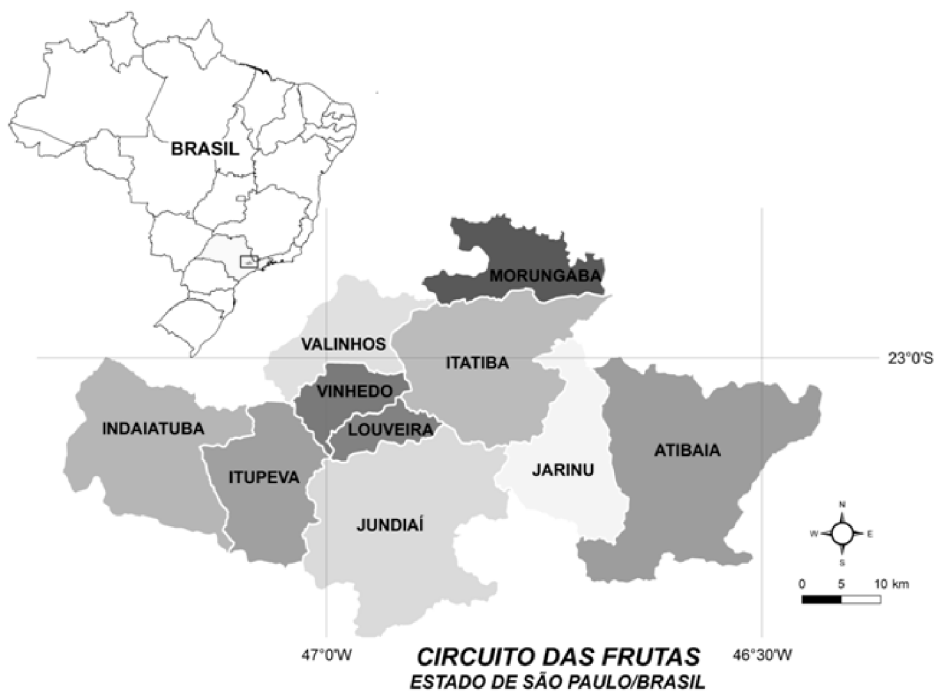 BRASIL
MORUNGABA
VALINHOS
ITATIBA
23°0'S
VINHEDO
INDAIATUBA
LOUVEIRA
ITUPEVA
JARINU
ATIBAIA
JUNDIAÍ
N
W E
S
0 5 10 km
47°0'W
46°30'W
CIRCUITO DAS FRUTAS
ESTADO DE SÃO PAULO/BRASIL